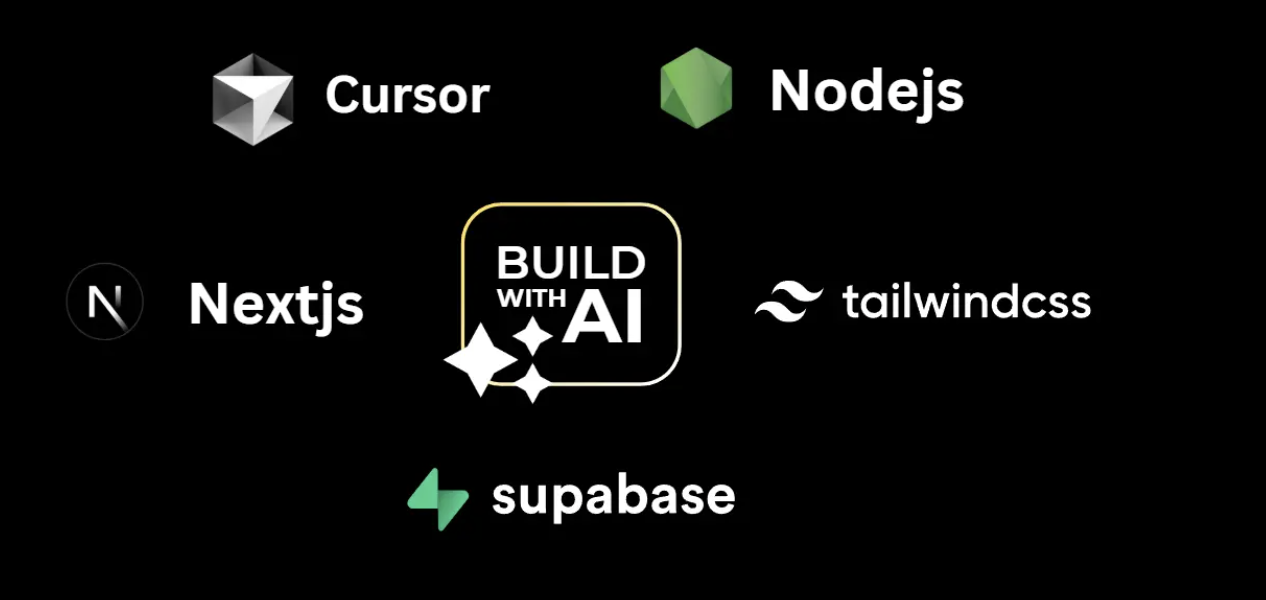 Cursor
Nodejs
Nextjs
BUILD
WITH AI
tailwindcss
supabase